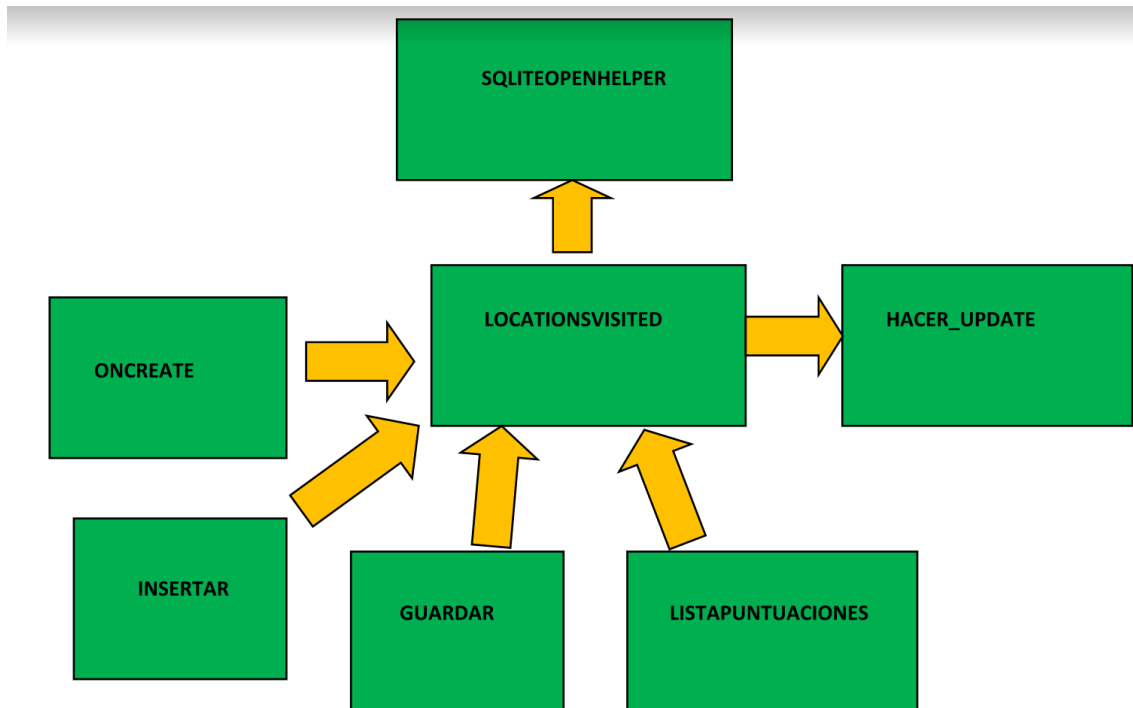 SQLITEOPENHELPER
LOCATIONSVISITED
HACER_UPDATE
ONCREATE
INSERTAR
GUARDAR
LISTAPUNTUACIONES